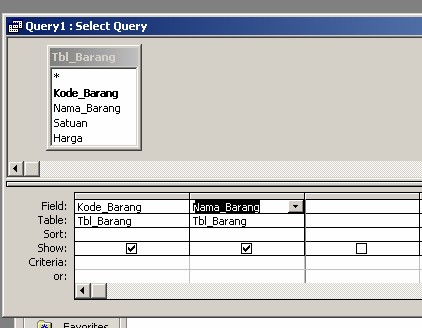 Query1 : Select Query
Tbl_Barang
*
Kode_Barang
Nama_Barang
Satuan
Harga
Field: Kode_Barang Nama_Barang
Table: Tbl_Barang Tbl_Barang
Sort:
Show:
Criteria:
or:
Favorites